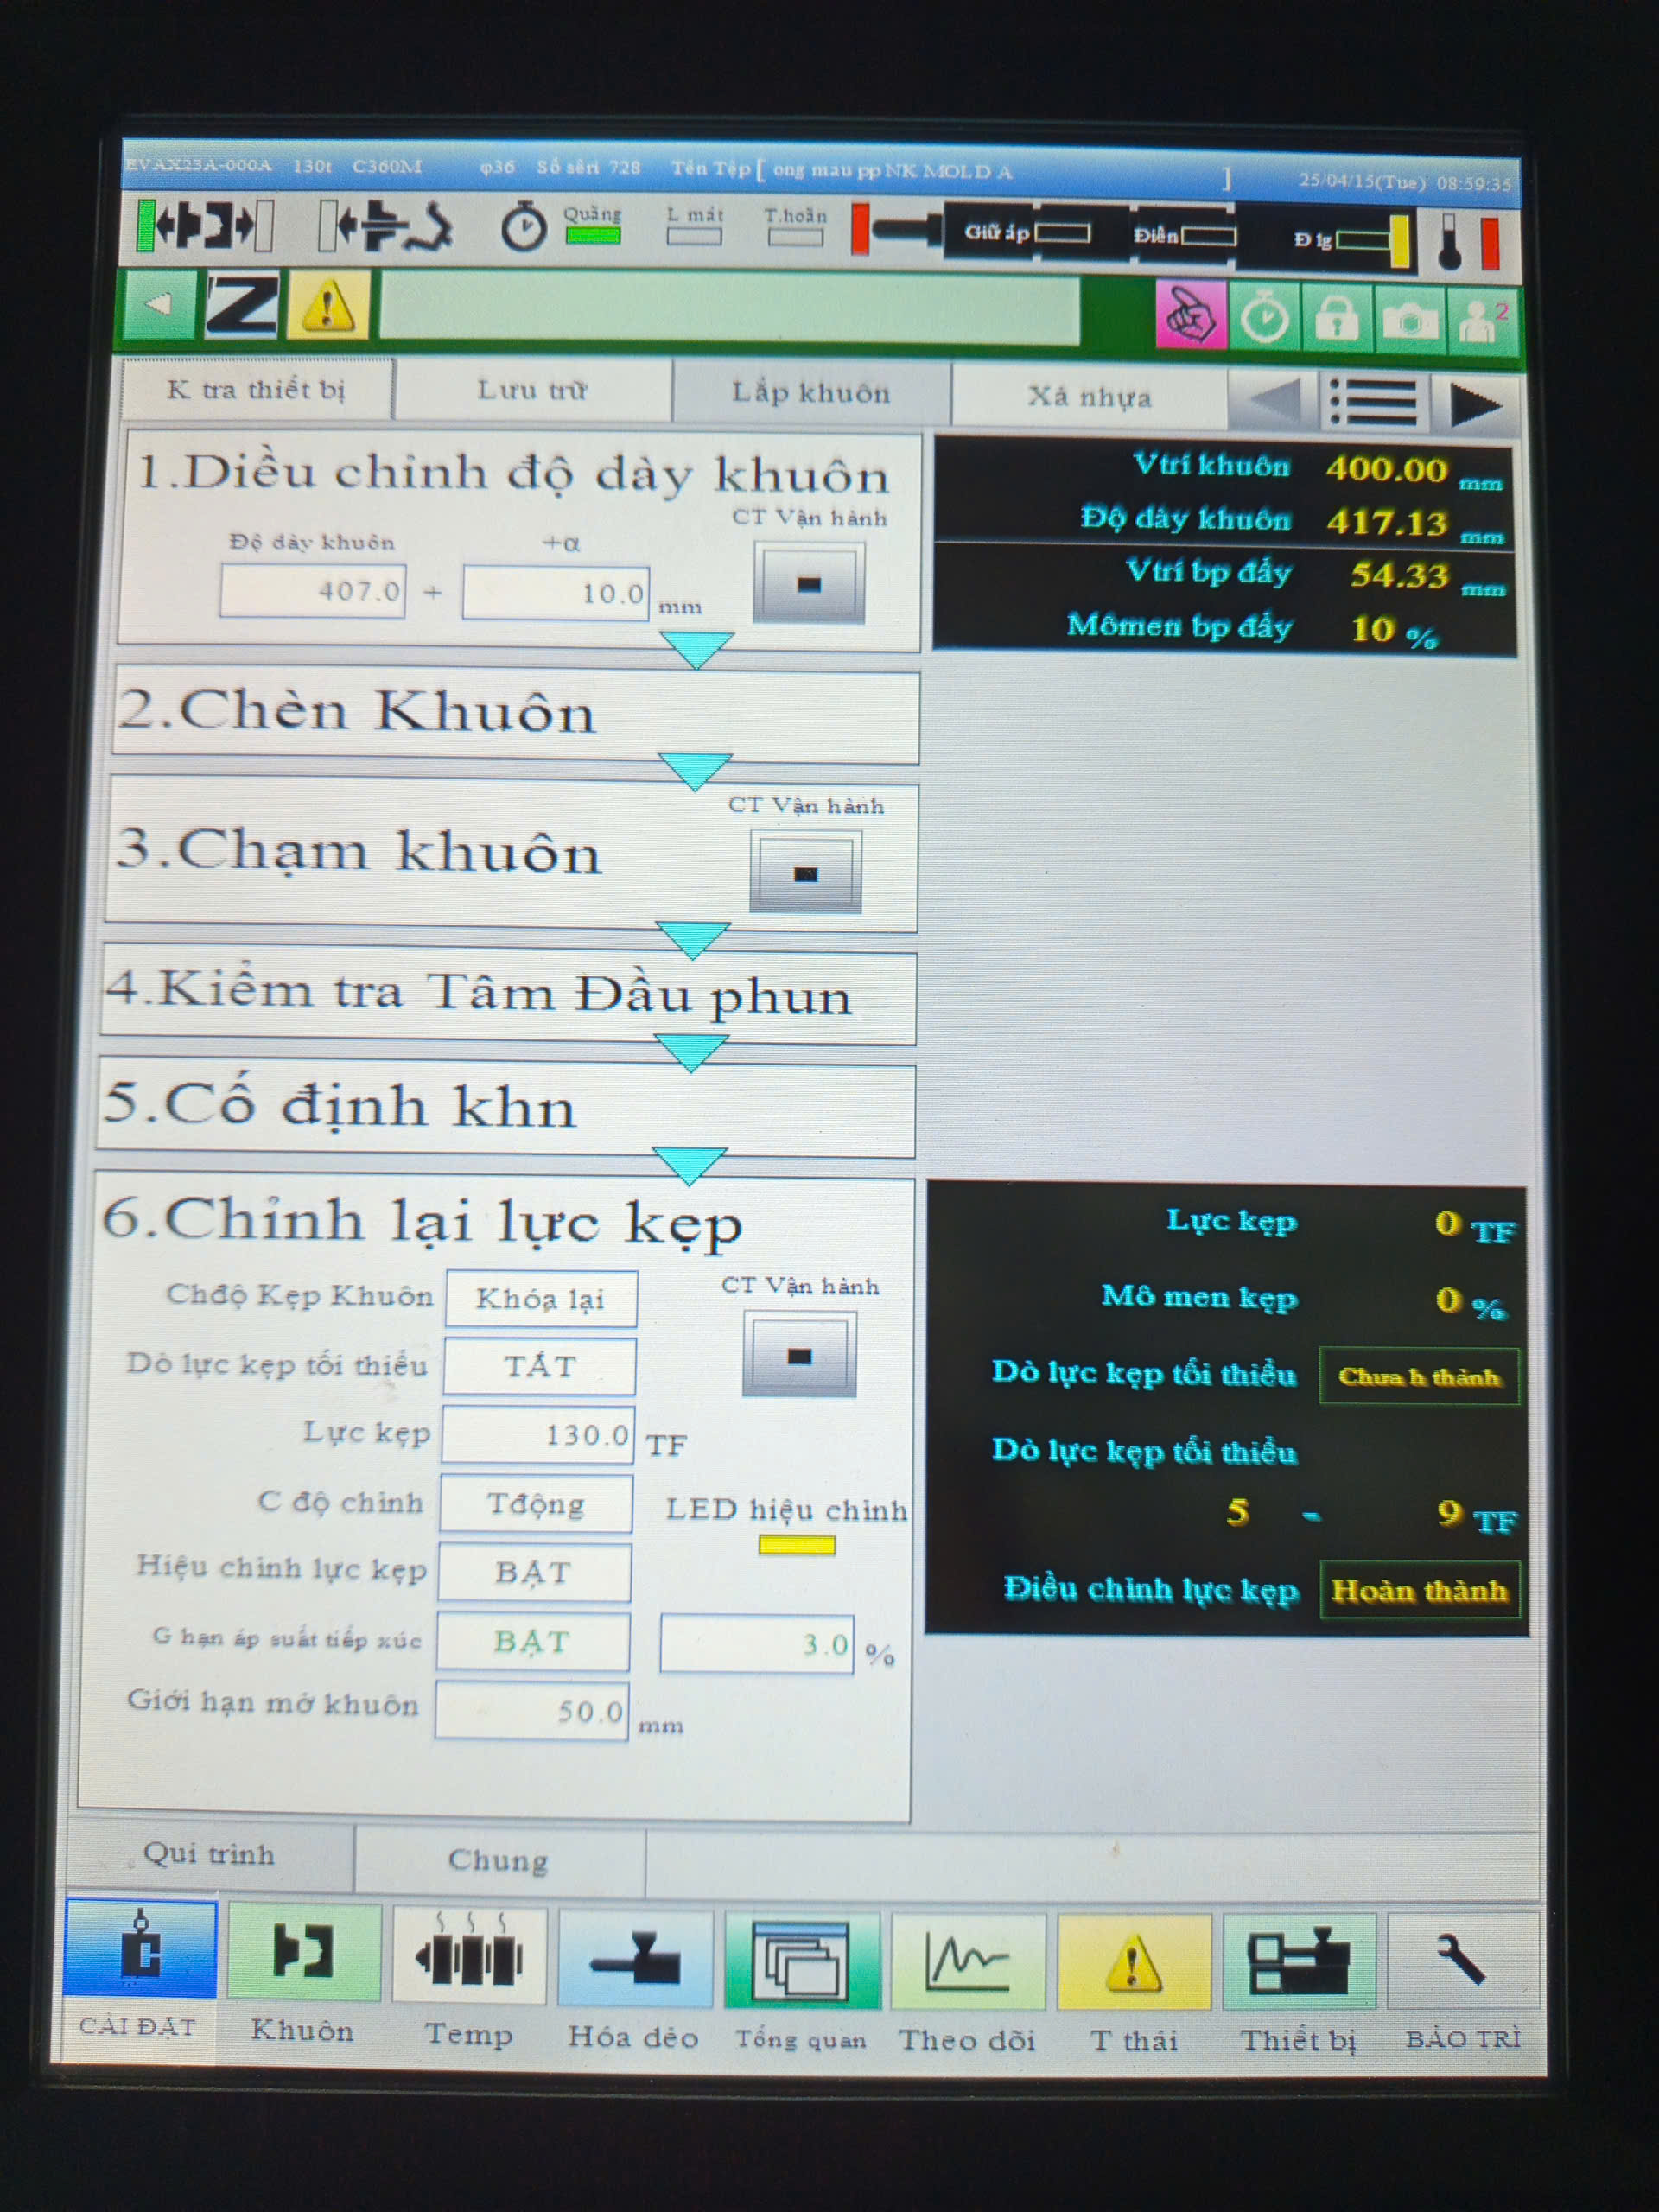 EVAX23A-000A 130t C360M φ36 Số sêri 728 Tên Tệp [ ong mau pp NK MOLD A ] 25/04/15(Tue) 08:59:35
Quãng L mát T.hoãn Giữ áp Điền Đ lg
2
K tra thiết bị Lưu trữ Lắp khuôn Xả nhựa
1.Diều chỉnh độ dày khuôn
CT Vận hành
Độ dày khuôn +α
407.0 + 10.0 mm
Vtrí khuôn 400.00 mm
Độ dày khuôn 417.13 mm
Vtrí bp đẩy 54.33 mm
Mômen bp đẩy 10 %
2.Chèn Khuôn
3.Chạm khuôn
CT Vận hành
4.Kiểm tra Tâm Đầu phun
5.Cố định khn
6.Chỉnh lại lực kẹp
Chđộ Kẹp Khuôn Khóa lại
CT Vận hành
Dò lực kẹp tối thiểu TẮT
Lực kẹp 130.0 TF
C độ chỉnh Tđộng
LED hiệu chỉnh
Hiệu chỉnh lực kẹp BẬT
G hạn áp suất tiếp xúc BẬT 3.0 %
Giới hạn mở khuôn 50.0 mm
Lực kẹp 0 TF
Mô men kẹp 0 %
Dò lực kẹp tối thiểu Chưa h thành
Dò lực kẹp tối thiểu
5 - 9 TF
Điều chỉnh lực kẹp Hoàn thành
Qui trình Chung
CÀI ĐẶT Khuôn Temp Hóa dẻo Tổng quan Theo dõi T thái Thiết bị BẢO TRÌ